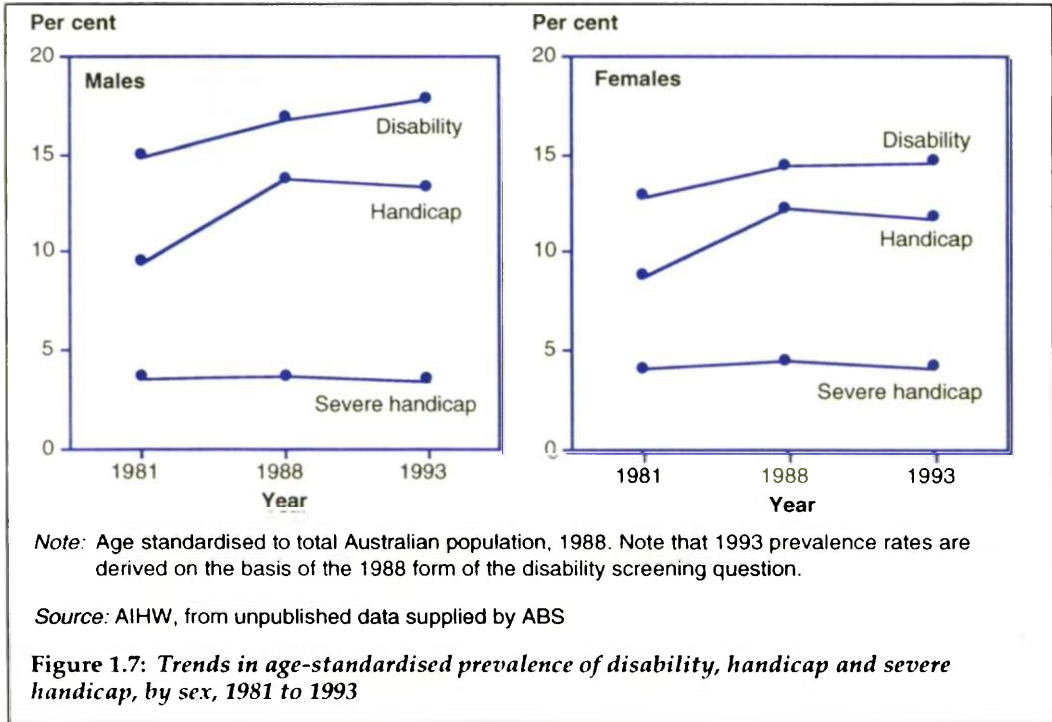 Per cent
20
15
10
5
0
Males
Disability
Handicap
Severe handicap
1981 1988 1993
Year
Per cent
20
15
10
5
0
Females
Disability
Handicap
Severe handicap
1981 1988 1993
Year
Note: Age standardised to total Australian population, 1988. Note that 1993 prevalence rates are
derived on the basis of the 1988 form of the disability screening question.
Source: AIHW, from unpublished data supplied by ABS
Figure 1.7: Trends in age-standardised prevalence of disability, handicap and severe
handicap, by sex, 1981 to 1993